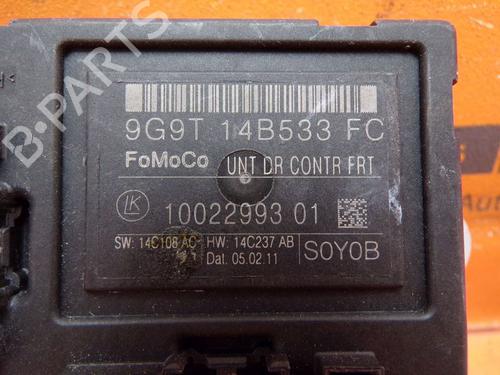 B-PARTS
9G9T 14B533 FC
FoMoCo UNT DR CONTR FRT
LK 10022993 01
SW: 14C108 AC HW: 14C237 AB
Dat. 05.02.11 S0Y0B